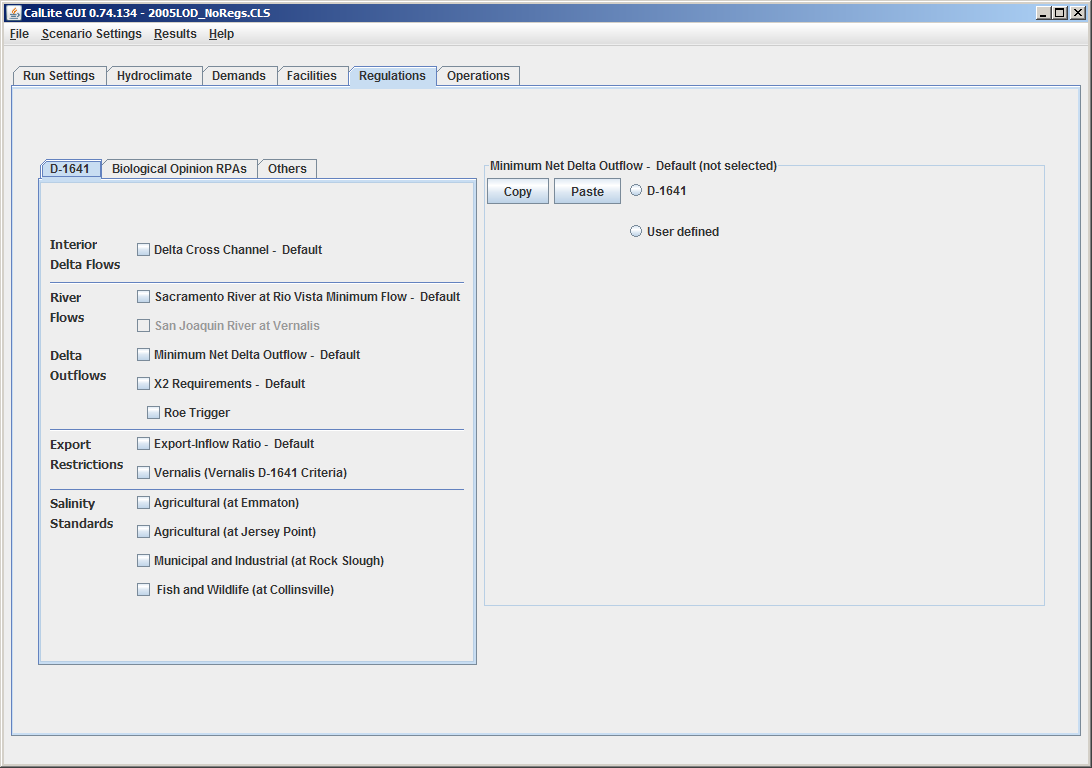 CalLite GUI 0.74.134 - 2005LOD_NoRegs.CLS
File Scenario Settings Results Help
Run Settings Hydroclimate Demands Facilities Regulations Operations
D-1641 Biological Opinion RPAs Others
Interior
Delta Flows
Delta Cross Channel - Default
River
Flows
Sacramento River at Rio Vista Minimum Flow - Default
San Joaquin River at Vernalis
Delta
Outflows
Minimum Net Delta Outflow - Default
X2 Requirements - Default
Roe Trigger
Export
Restrictions
Export-Inflow Ratio - Default
Vernalis (Vernalis D-1641 Criteria)
Salinity
Standards
Agricultural (at Emmaton)
Agricultural (at Jersey Point)
Municipal and Industrial (at Rock Slough)
Fish and Wildlife (at Collinsville)
Minimum Net Delta Outflow - Default (not selected)
Copy Paste D-1641
User defined